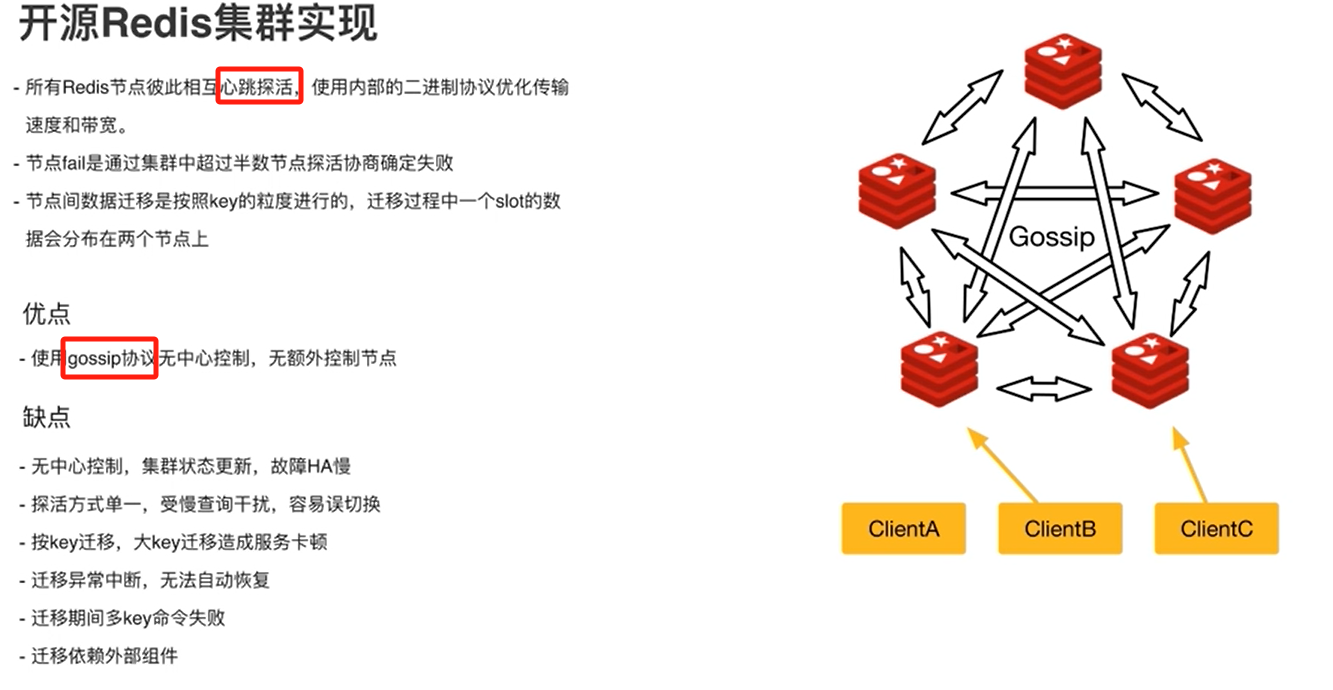 开源Redis集群实现
- 所有Redis节点彼此相互心跳探活，使用内部的二进制协议优化传输
速度和带宽。
- 节点fail是通过集群中超过半数节点探活协商确定失败
- 节点间数据迁移是按照key的粒度进行的，迁移过程中一个slot的数
据会分布在两个节点上
优点
- 使用gossip协议无中心控制，无额外控制节点
缺点
- 无中心控制，集群状态更新，故障HA慢
- 探活方式单一，受慢查询干扰，容易误切换
- 按key迁移，大key迁移造成服务卡顿
- 迁移异常中断，无法自动恢复
- 迁移期间多key命令失败
- 迁移依赖外部组件
Gossip
ClientA
ClientB
ClientC